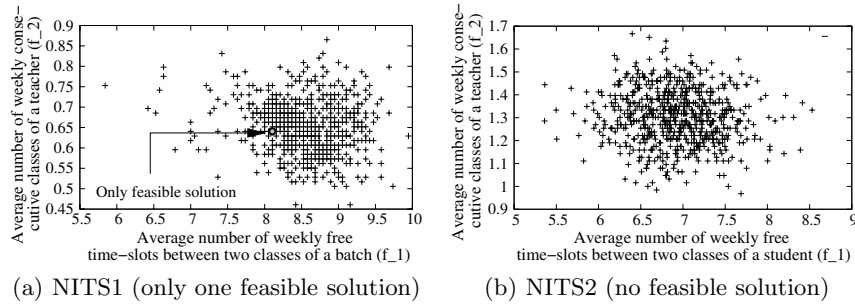 (a)
Average number of weekly conse-
cutive classes of a teacher (f_2)
0.9
0.85
0.8
0.75
0.7
0.65
0.6
0.55
0.5
0.45
Only feasible solution
5.5 6 6.5 7 7.5 8 8.5 9 9.5 10
Average number of weekly free
time-slots between two classes of a batch (f_1)
(a) NITS1 (only one feasible solution)
(b)
Average number of weekly conse-
cutive classes of a teacher (f_2)
1.7
1.6
1.5
1.4
1.3
1.2
1.1
1
0.9
5 5.5 6 6.5 7 7.5 8 8.5 9
Average number of weekly free
time-slots between two classes of a student (f_1)
(b) NITS2 (no feasible solution)